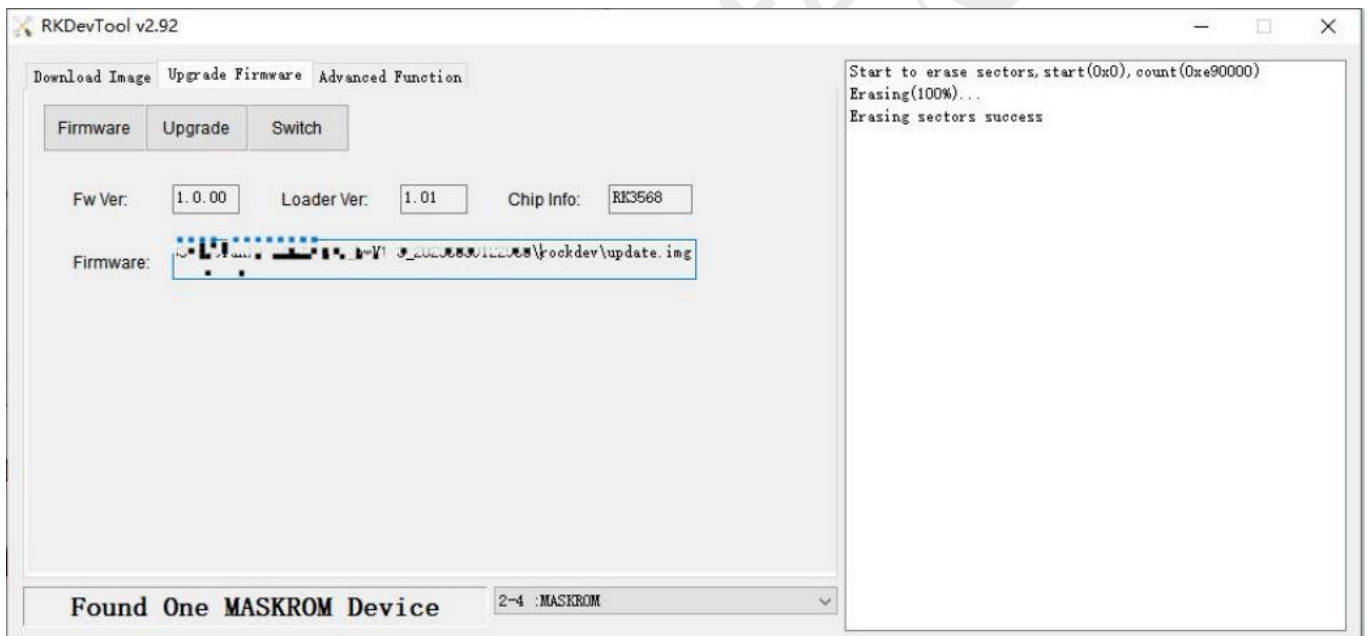 RKDevTool v2.92
Download Image Upgrade Firmware Advanced Function
Firmware Upgrade Switch
Fw Ver: 1.0.00 Loader Ver: 1.01 Chip Info: RK3568
Firmware: \rockdev\update.img
Found One MASKROM Device
2-4 :MASKROM
Start to erase sectors,start(0x0),count(0xe90000)
Erasing(100%)...
Erasing sectors success